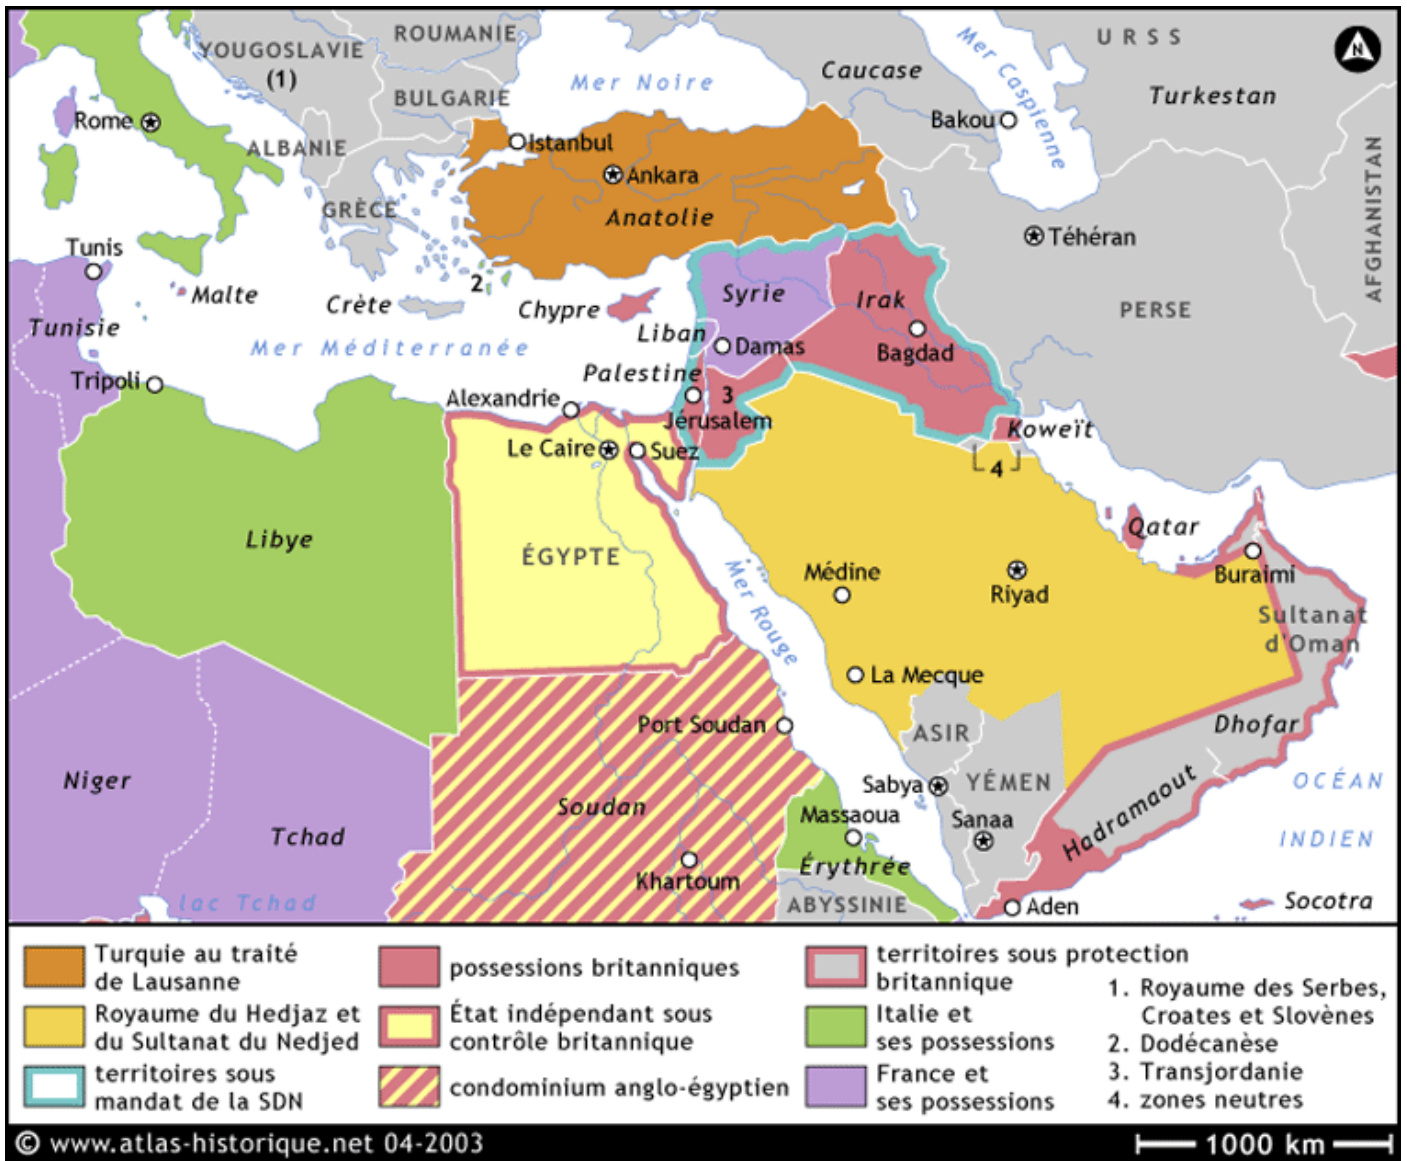 YOUGOSLAVIE
(1)
ROUMANIE
BULGARIE
Mer Noire
Caucase
Mer Caspienne
URSS
N
Turkestan
Rome
ALBANIE
Istanbul
Ankara
Bakou
AFGHANISTAN
GRÈCE
Anatolie
Téhéran
Tunis
2
Malte
Crète
Chypre
Syrie
Irak
PERSE
Tunisie
Liban
Mer Méditerranée
Damas
Bagdad
Tripoli
Palestine
Alexandrie
3
Jérusalem
Koweït
Le Caire
Suez
4
Libye
ÉGYPTE
Qatar
Mer Rouge
Médine
Riyad
Buraimi
Sultanat
d'Oman
La Mecque
Port Soudan
ASIR
Dhofar
Niger
Sabya
YÉMEN
OCÉAN
Soudan
Massaoua
Sanaa
Hadramaout
INDIEN
Tchad
Érythrée
Khartoum
lac Tchad
ABYSSINIE
Aden
Socotra
Turquie au traité
de Lausanne
Royaume du Hedjaz et
du Sultanat du Nedjed
territoires sous
mandat de la SDN
possessions britanniques
État indépendant sous
contrôle britannique
condominium anglo-égyptien
territoires sous protection
britannique
Italie et
ses possessions
France et
ses possessions
1. Royaume des Serbes,
Croates et Slovènes
2. Dodécanèse
3. Transjordanie
4. zones neutres
© www.atlas-historique.net 04-2003
1000 km